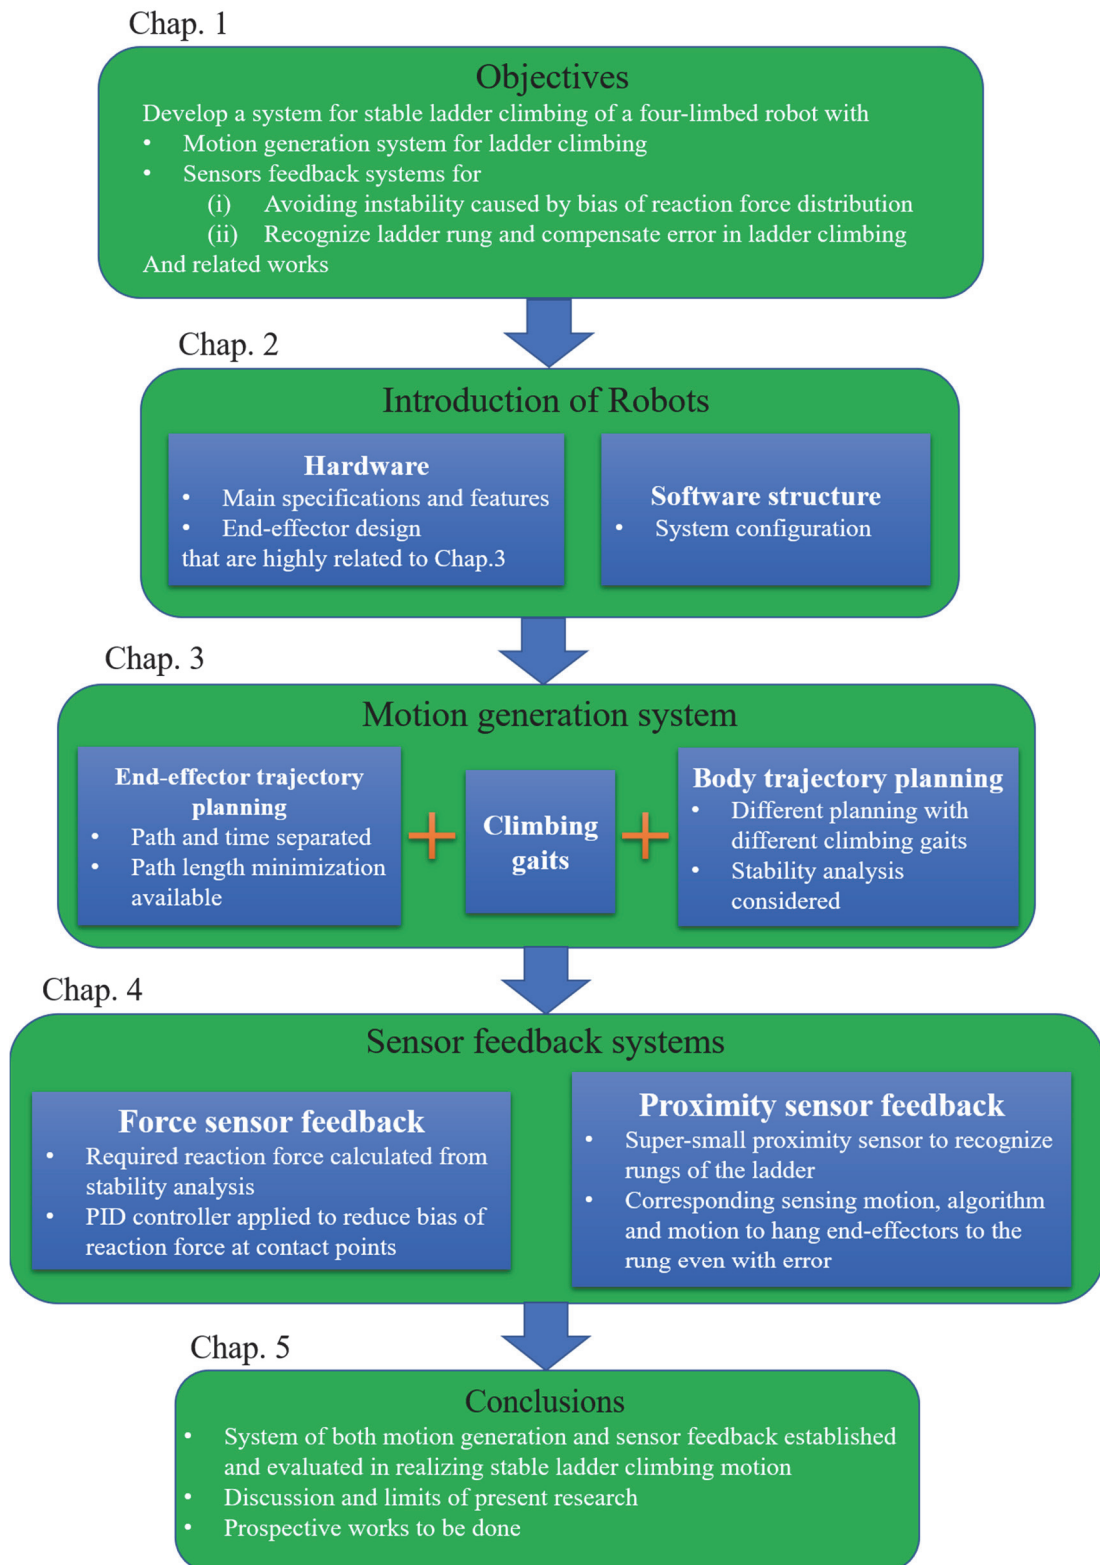 Chap. 1
Objectives
Develop a system for stable ladder climbing of a four-limbed robot with
• Motion generation system for ladder climbing
• Sensors feedback systems for
(i) Avoiding instability caused by bias of reaction force distribution
(ii) Recognize ladder rung and compensate error in ladder climbing
And related works
Chap. 2
Introduction of Robots
Hardware
• Main specifications and features
• End-effector design
that are highly related to Chap.3
Software structure
• System configuration
Chap. 3
Motion generation system
End-effector trajectory
planning
• Path and time separated
• Path length minimization
available
+
Climbing
gaits
+
Body trajectory planning
• Different planning with
different climbing gaits
• Stability analysis
considered
Chap. 4
Sensor feedback systems
Force sensor feedback
• Required reaction force calculated from
stability analysis
• PID controller applied to reduce bias of
reaction force at contact points
Proximity sensor feedback
• Super-small proximity sensor to recognize
rungs of the ladder
• Corresponding sensing motion, algorithm
and motion to hang end-effectors to the
rung even with error
Chap. 5
Conclusions
• System of both motion generation and sensor feedback established
and evaluated in realizing stable ladder climbing motion
• Discussion and limits of present research
• Prospective works to be done